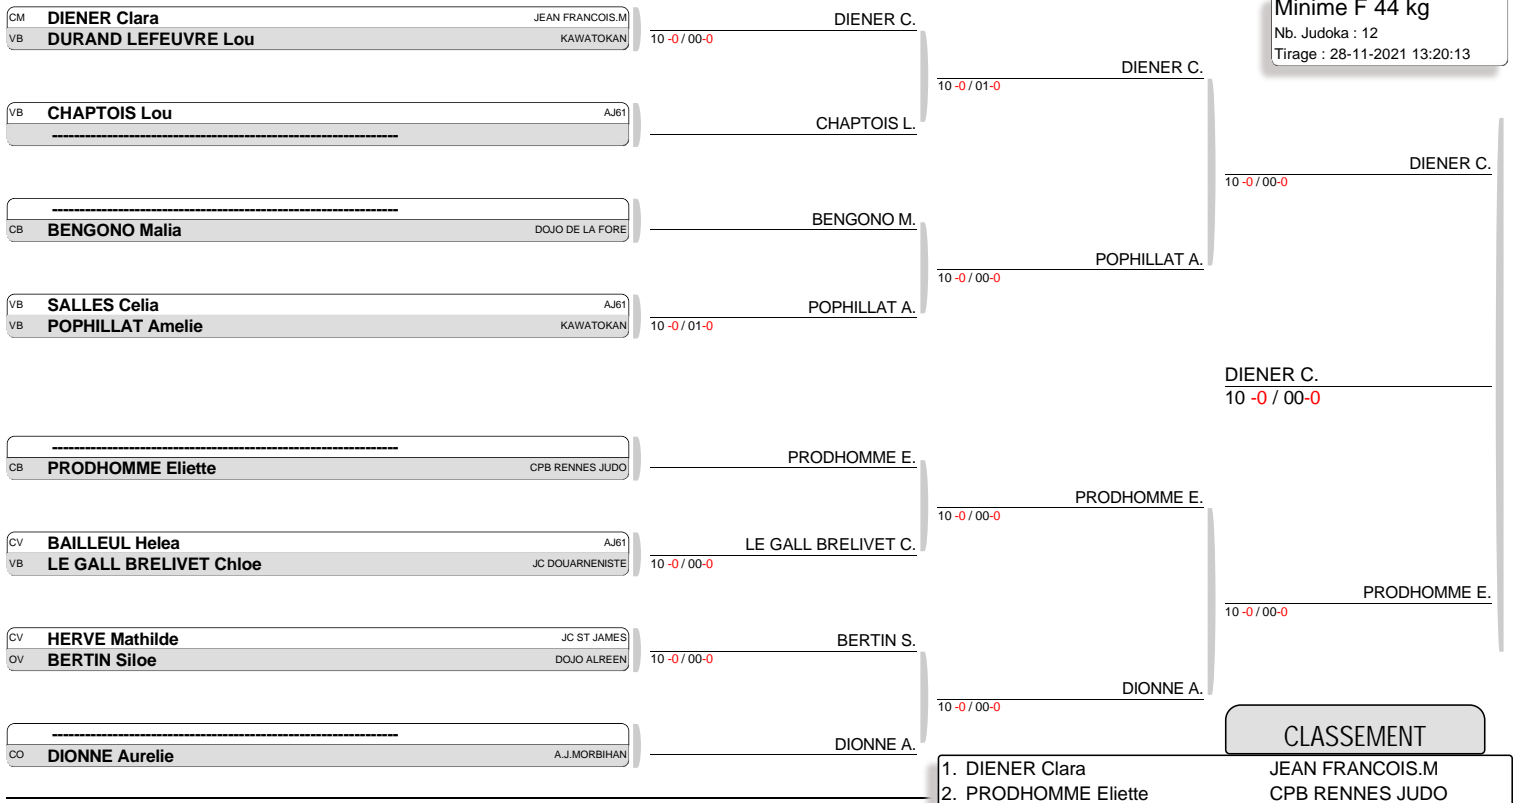 Minime F 44 kg
Nb. Judoka : 12
Tirage : 28-11-2021 13:20:13
CM DIENER Clara JEAN FRANCOIS.M
VB DURAND LEFEUVRE Lou KAWATOKAN
DIENER C.
10 -0 / 00-0
VB CHAPTOIS Lou AJ61
----------------------------------------------------------------
CHAPTOIS L.
DIENER C.
10 -0 / 01-0
----------------------------------------------------------------
CB BENGONO Malia DOJO DE LA FORE
BENGONO M.
VB SALLES Celia AJ61
VB POPHILLAT Amelie KAWATOKAN
POPHILLAT A.
10 -0 / 01-0
POPHILLAT A.
10 -0 / 00-0
DIENER C.
10 -0 / 00-0
DIENER C.
10 -0 / 00-0
----------------------------------------------------------------
CB PRODHOMME Eliette CPB RENNES JUDO
PRODHOMME E.
CV BAILLEUL Helea AJ61
VB LE GALL BRELIVET Chloe JC DOUARNENISTE
LE GALL BRELIVET C.
10 -0 / 00-0
PRODHOMME E.
10 -0 / 00-0
CV HERVE Mathilde JC ST JAMES
OV BERTIN Siloe DOJO ALREEN
BERTIN S.
10 -0 / 00-0
----------------------------------------------------------------
CO DIONNE Aurelie A.J.MORBIHAN
DIONNE A.
DIONNE A.
10 -0 / 00-0
PRODHOMME E.
10 -0 / 00-0
CLASSEMENT
1. DIENER Clara JEAN FRANCOIS.M
2. PRODHOMME Eliette CPB RENNES JUDO